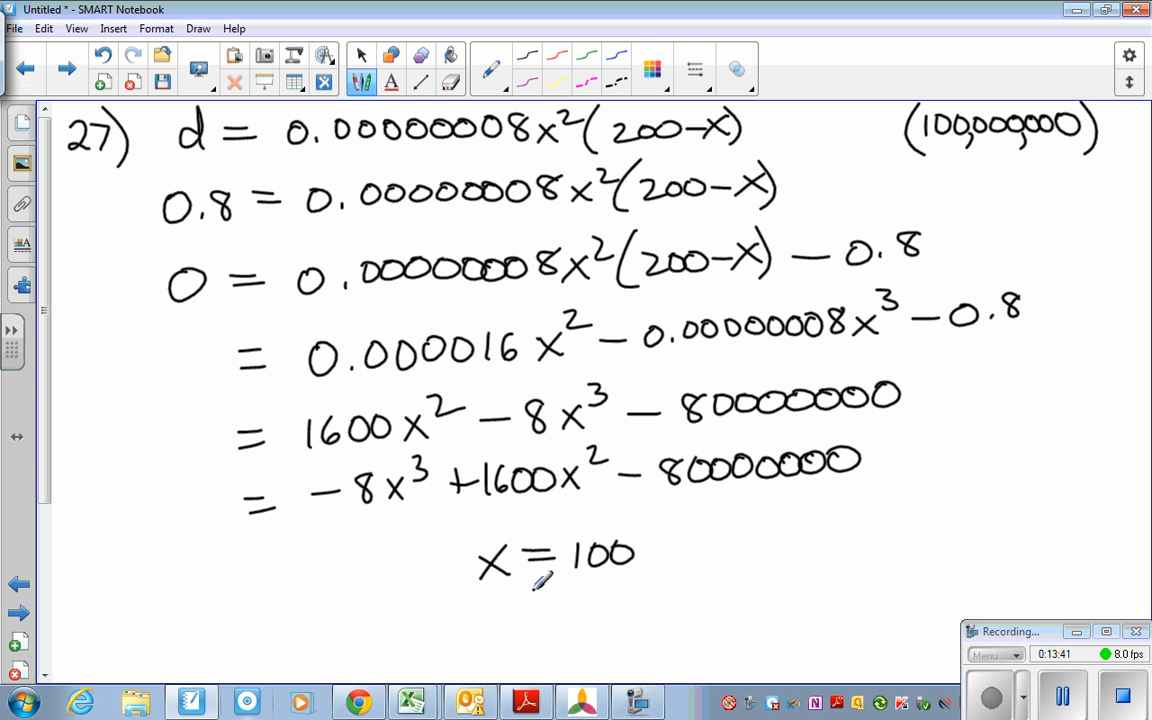 Untitled * - SMART Notebook
File Edit View Insert Format Draw Help
27) d = 0.00000008x²(200-x) (100,000,000)
0.8 = 0.00000008x²(200-x)
0 = 0.00000008x²(200-x) - 0.8
= 0.000016x² - 0.00000008x³ - 0.8
= 1600x² - 8x³ - 80000000
= -8x³ +1600x² - 80000000
x = 100
Recording...
Menu 0:13:41 8.0 fps